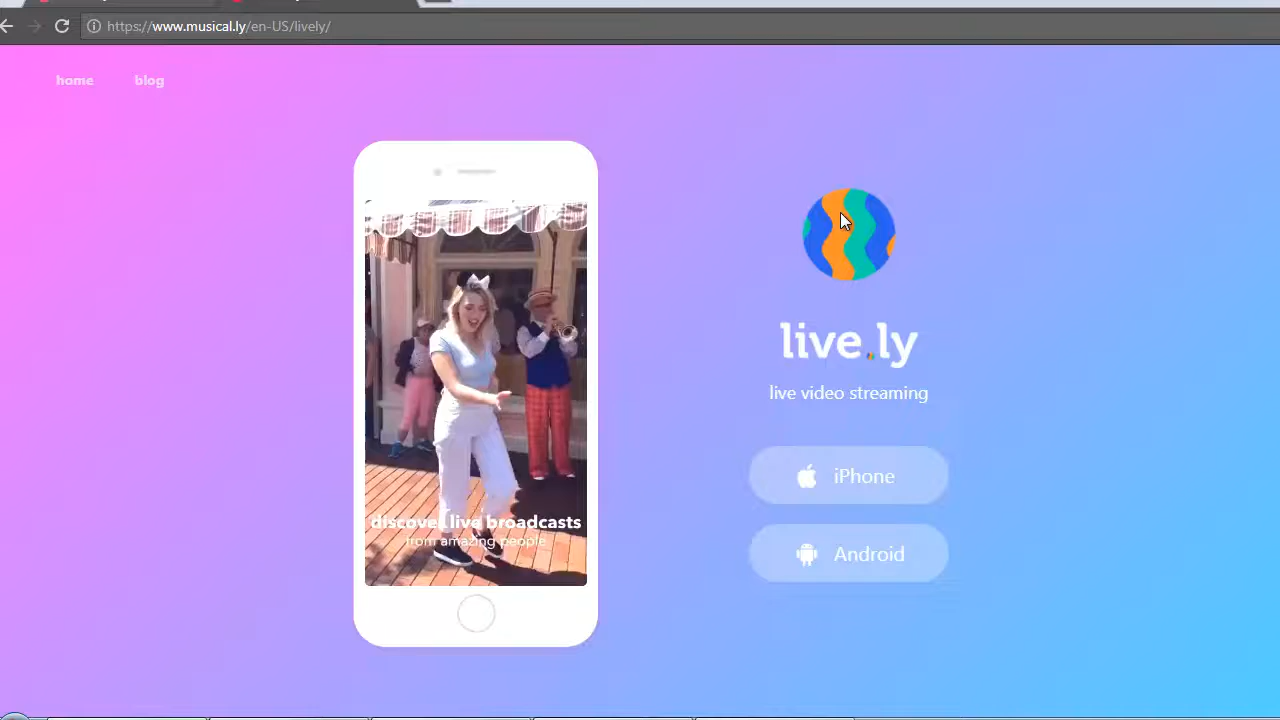 https://www.musical.ly/en-US/lively/
home blog
discover live broadcasts
from amazing people
live.ly
live video streaming
iPhone
Android